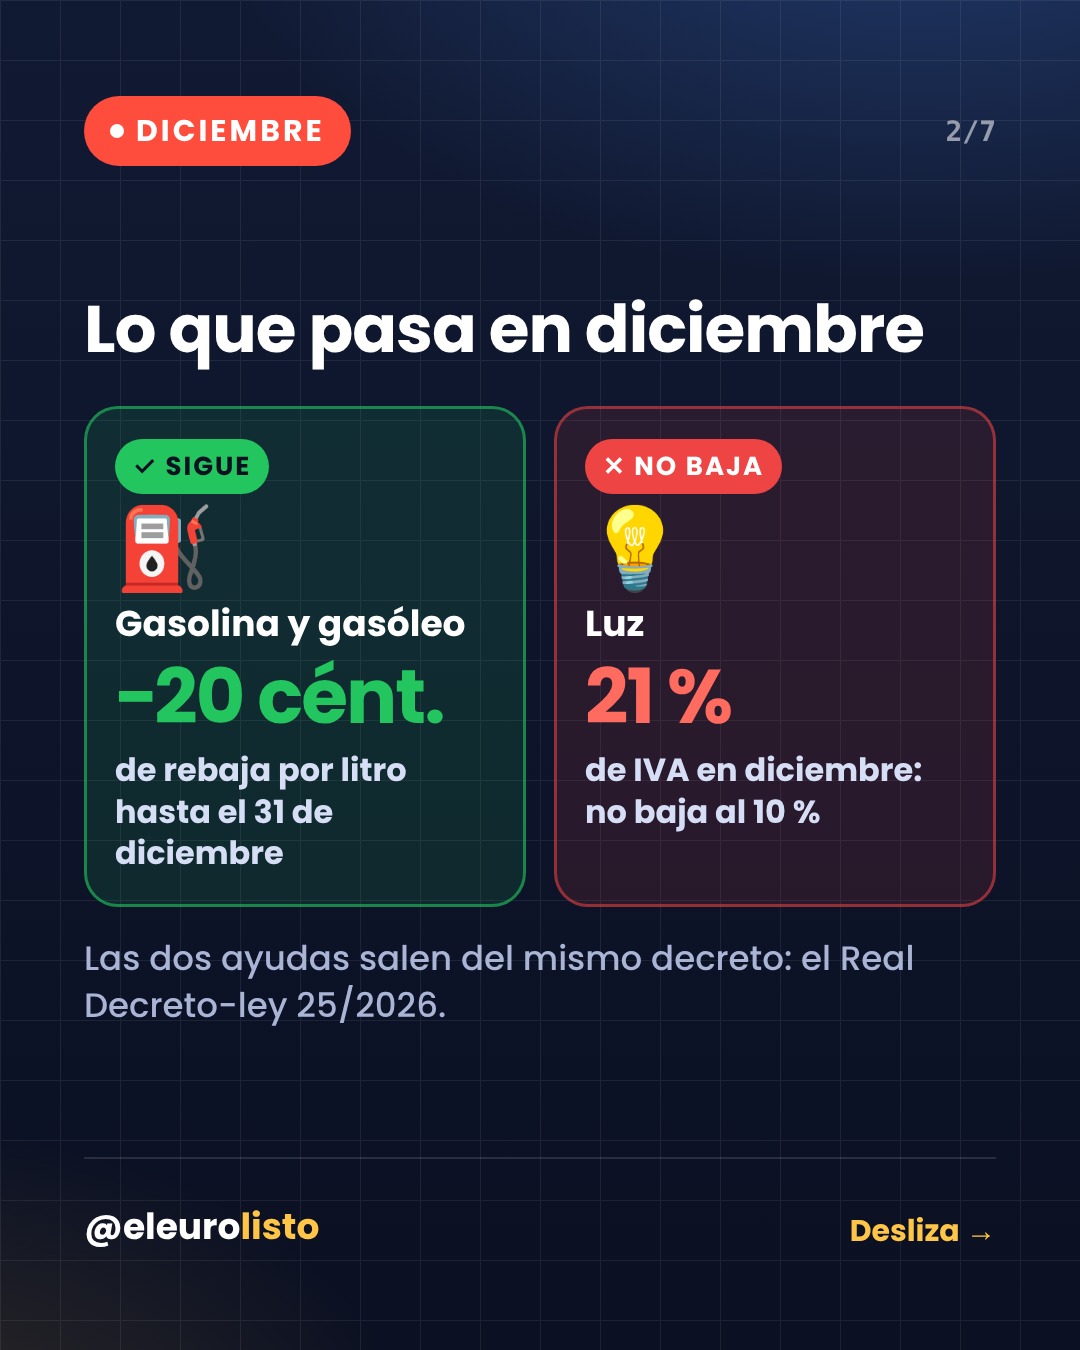 DICIEMBRE
2/7
Lo que pasa en diciembre
✓ SIGUE
Gasolina y gasóleo
−20 cént.
de rebaja por litro
hasta el 31 de
diciembre
✕ NO BAJA
Luz
21 %
de IVA en diciembre:
no baja al 10 %
Las dos ayudas salen del mismo decreto: el Real
Decreto-ley 25/2026.
@eleurolisto
Desliza →